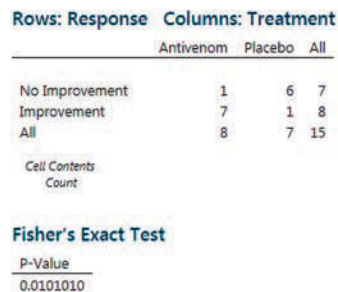 Rows: Response Columns: Treatment
Antivenom Placebo All
No Improvement 1 6 7
Improvement 7 1 8
All 8 7 15
Cell Contents
Count
Fisher's Exact Test
P-Value
0.0101010